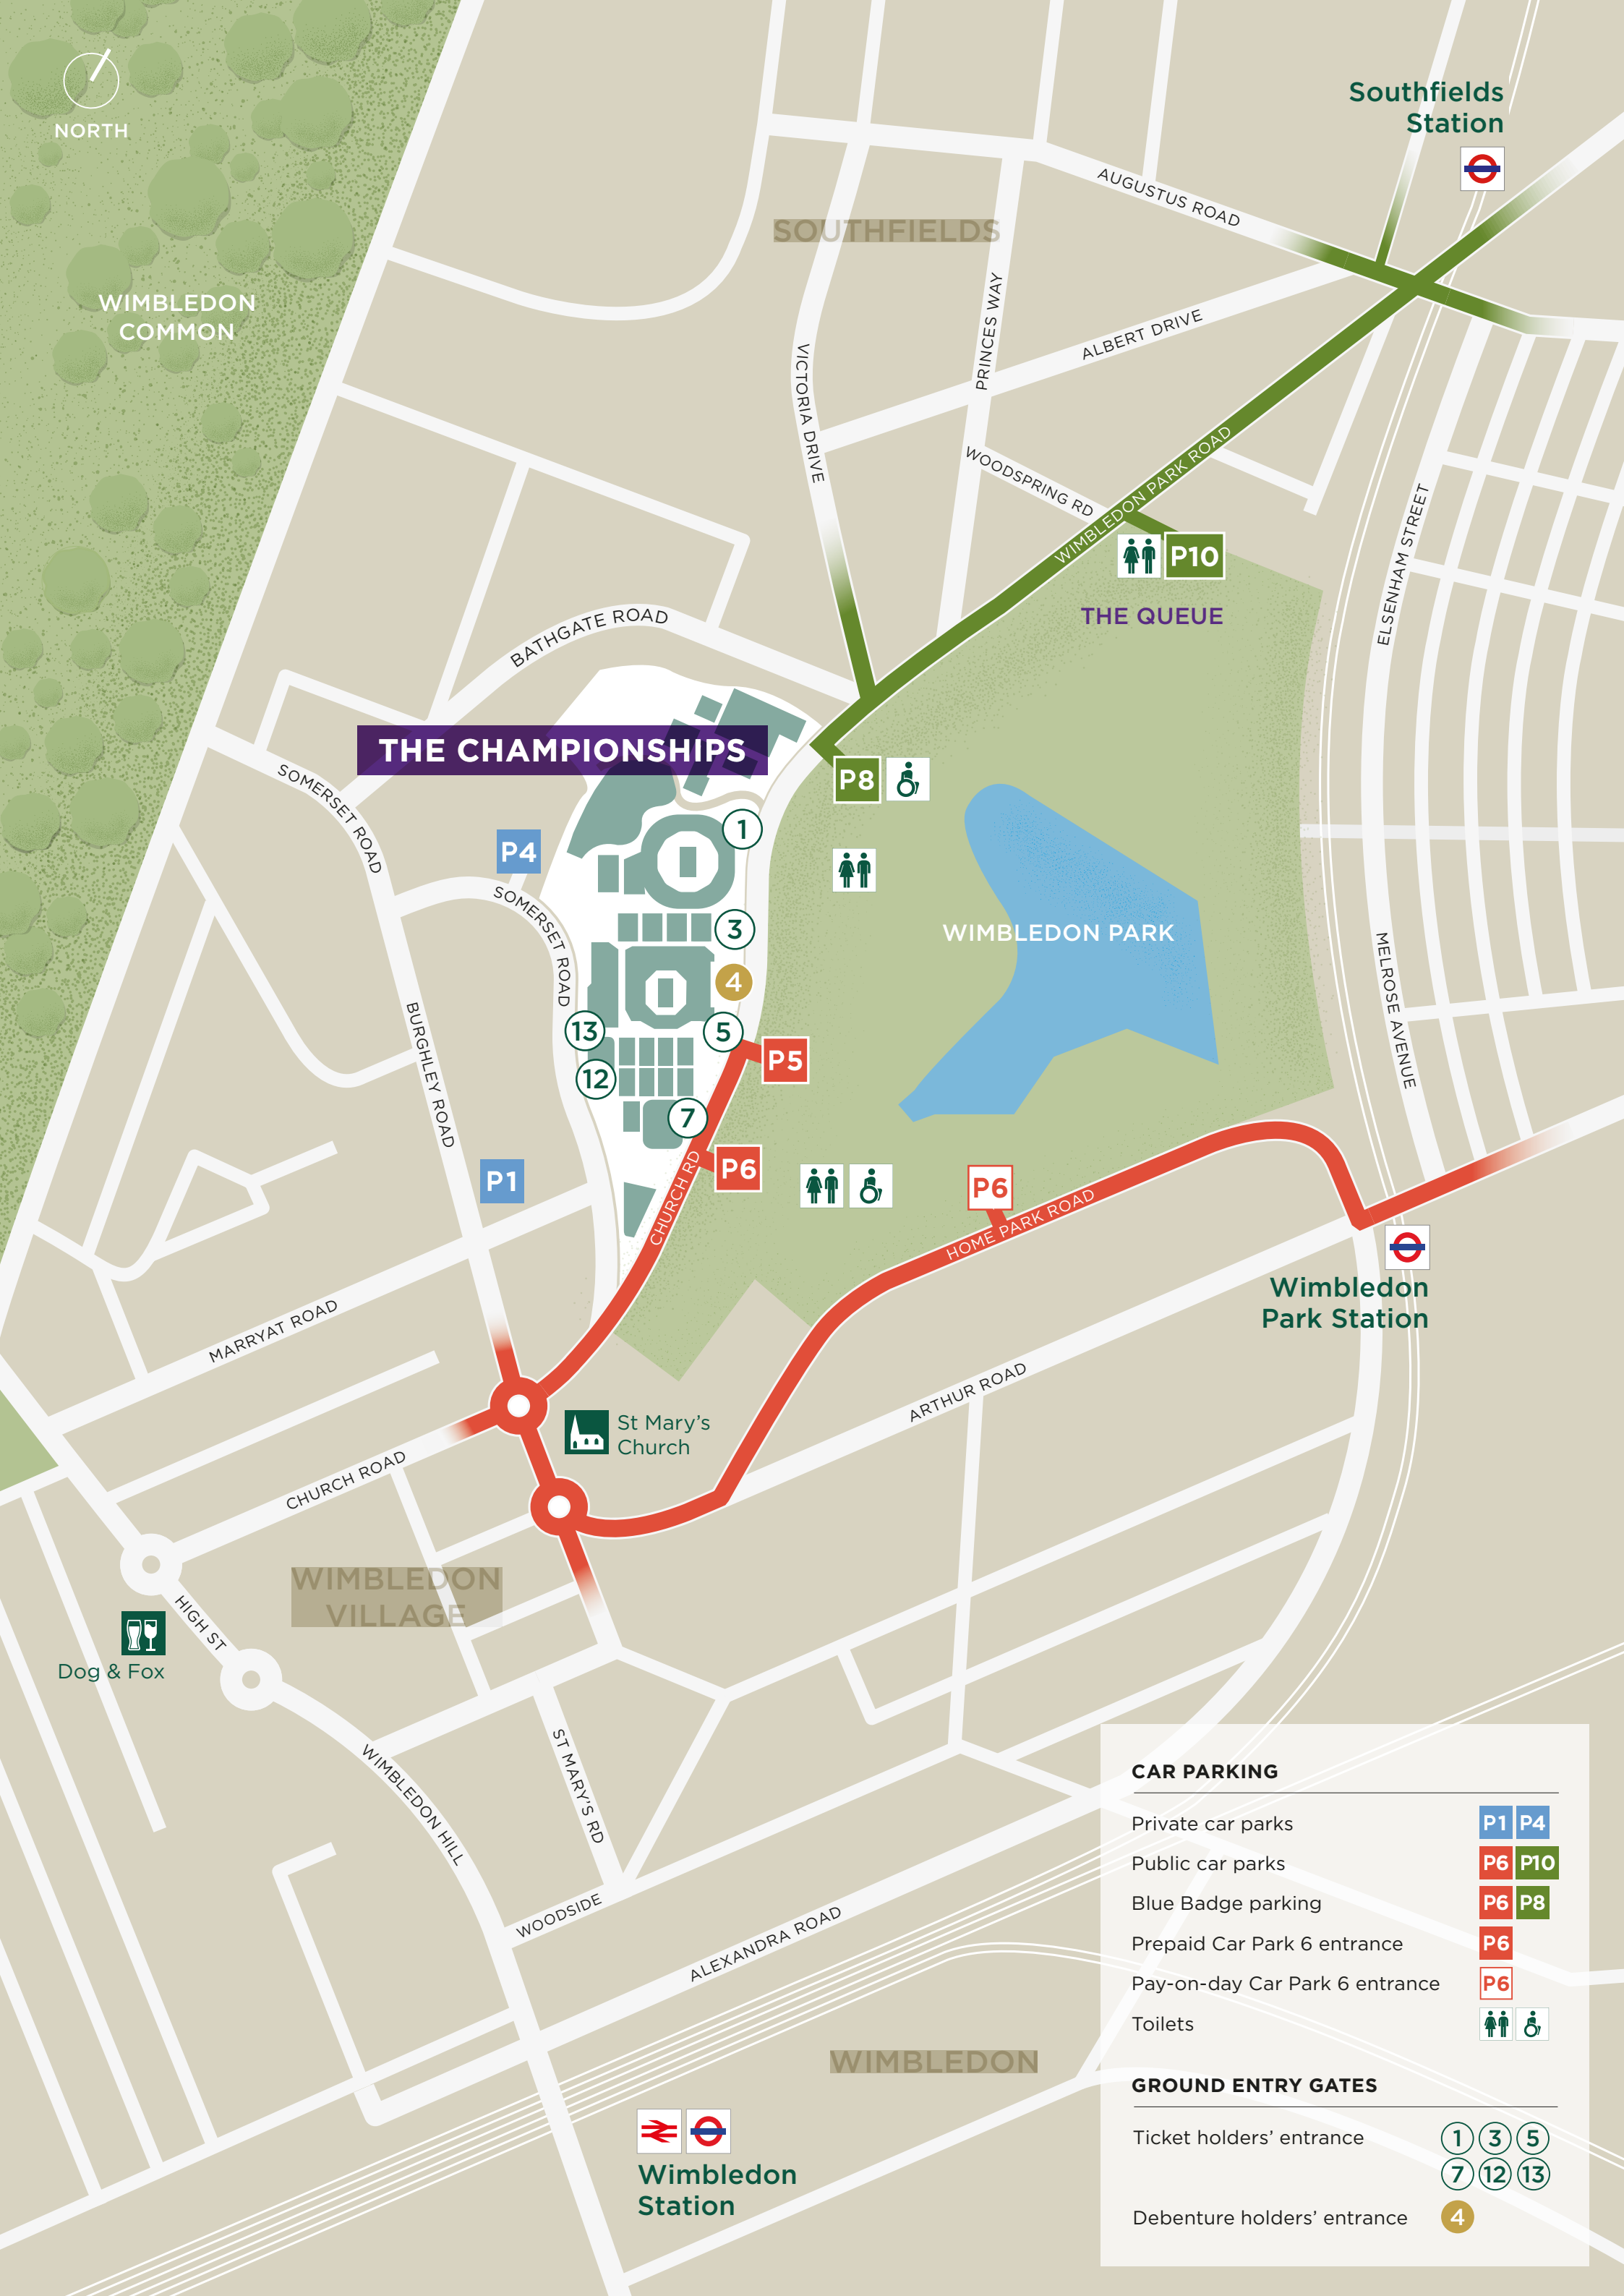 NORTH
WIMBLEDON
COMMON
Southfields
Station
AUGUSTUS ROAD
SOUTHFIELDS
PRINCES WAY
ALBERT DRIVE
VICTORIA DRIVE
WOODSPRING RD
WIMBLEDON PARK ROAD
P10
THE QUEUE
ELSENHAM STREET
BATHGATE ROAD
THE CHAMPIONSHIPS
P8
SOMERSET ROAD
P4
1
SOMERSET ROAD
3
WIMBLEDON PARK
4
MELROSE AVENUE
13
5
P5
12
BURGHLEY ROAD
7
P1
P6
P6
CHURCH RD
HOME PARK ROAD
Wimbledon
Park Station
MARRYAT ROAD
ARTHUR ROAD
St Mary's
Church
CHURCH ROAD
WIMBLEDON
VILLAGE
HIGH ST
Dog & Fox
WIMBLEDON HILL
ST MARY'S RD
WOODSIDE
ALEXANDRA ROAD
WIMBLEDON
Wimbledon
Station
CAR PARKING
Private car parks P1 P4
Public car parks P6 P10
Blue Badge parking P6 P8
Prepaid Car Park 6 entrance P6
Pay-on-day Car Park 6 entrance P6
Toilets
GROUND ENTRY GATES
Ticket holders' entrance 1 3 5
7 12 13
Debenture holders' entrance 4